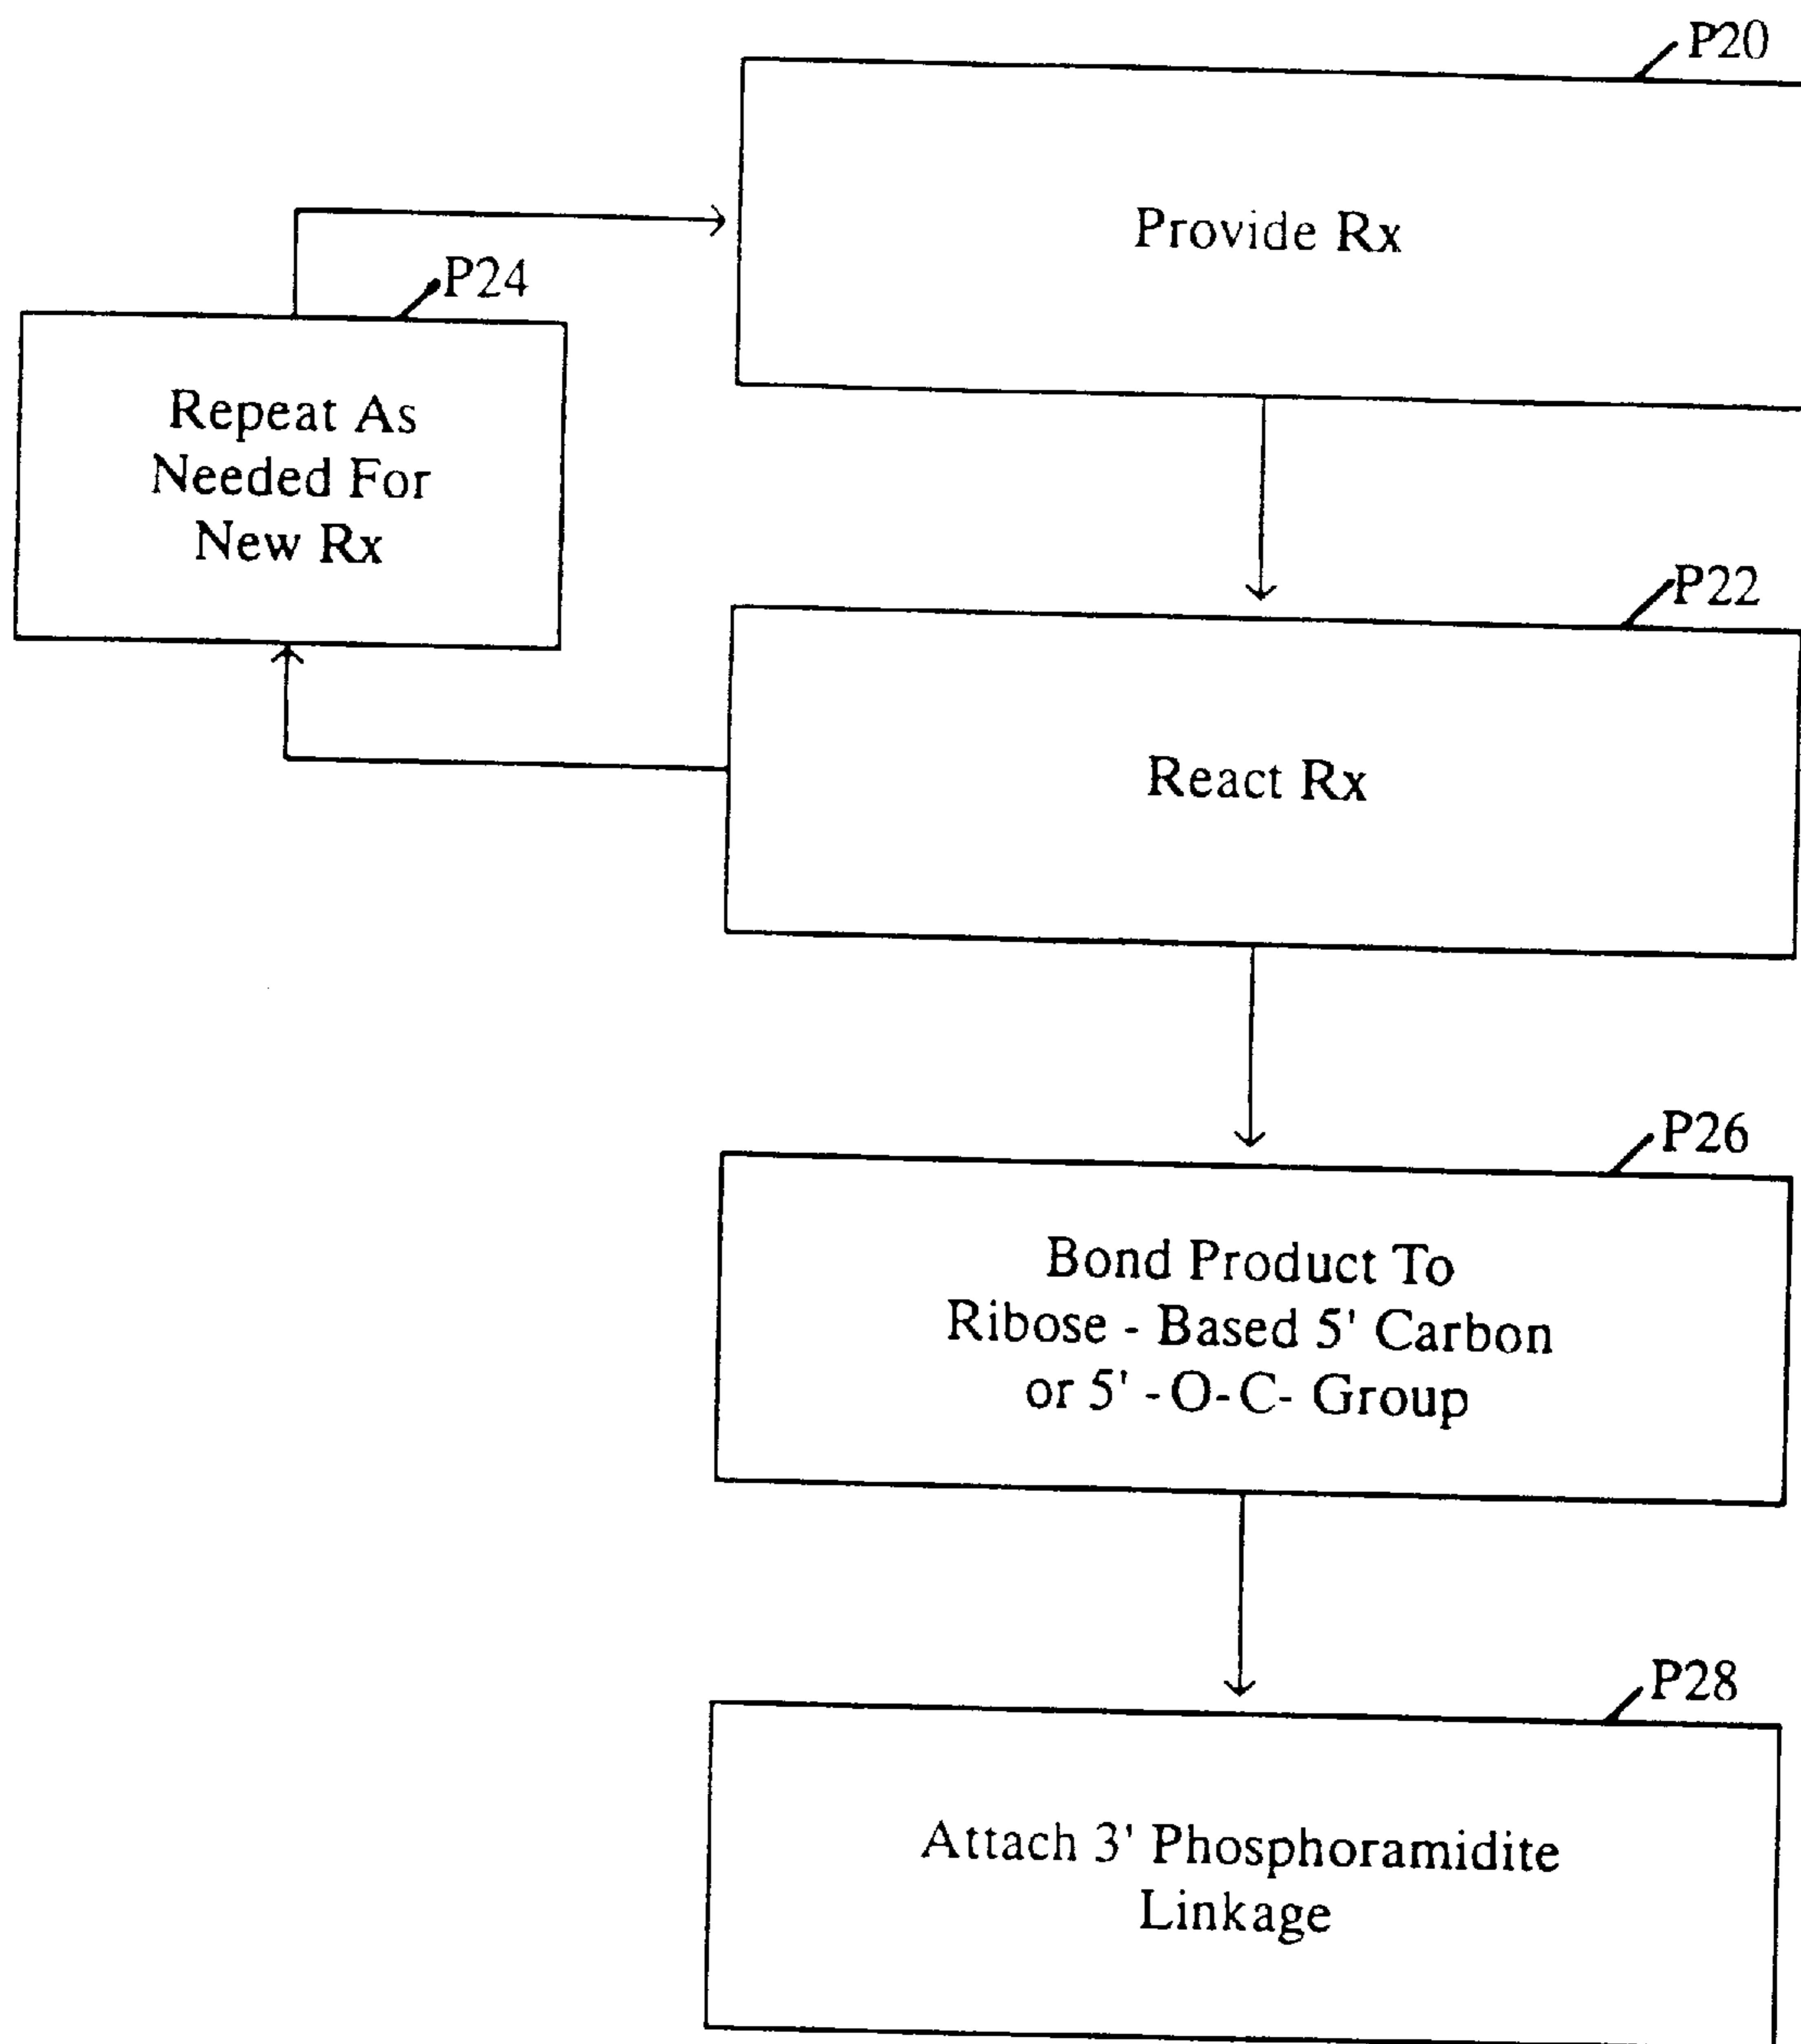 P20
Provide Rx
P24
Repeat As
Needed For
New Rx
P22
React Rx
P26
Bond Product To
Ribose - Based 5' Carbon
or 5' -O-C- Group
P28
Attach 3' Phosphoramidite
Linkage